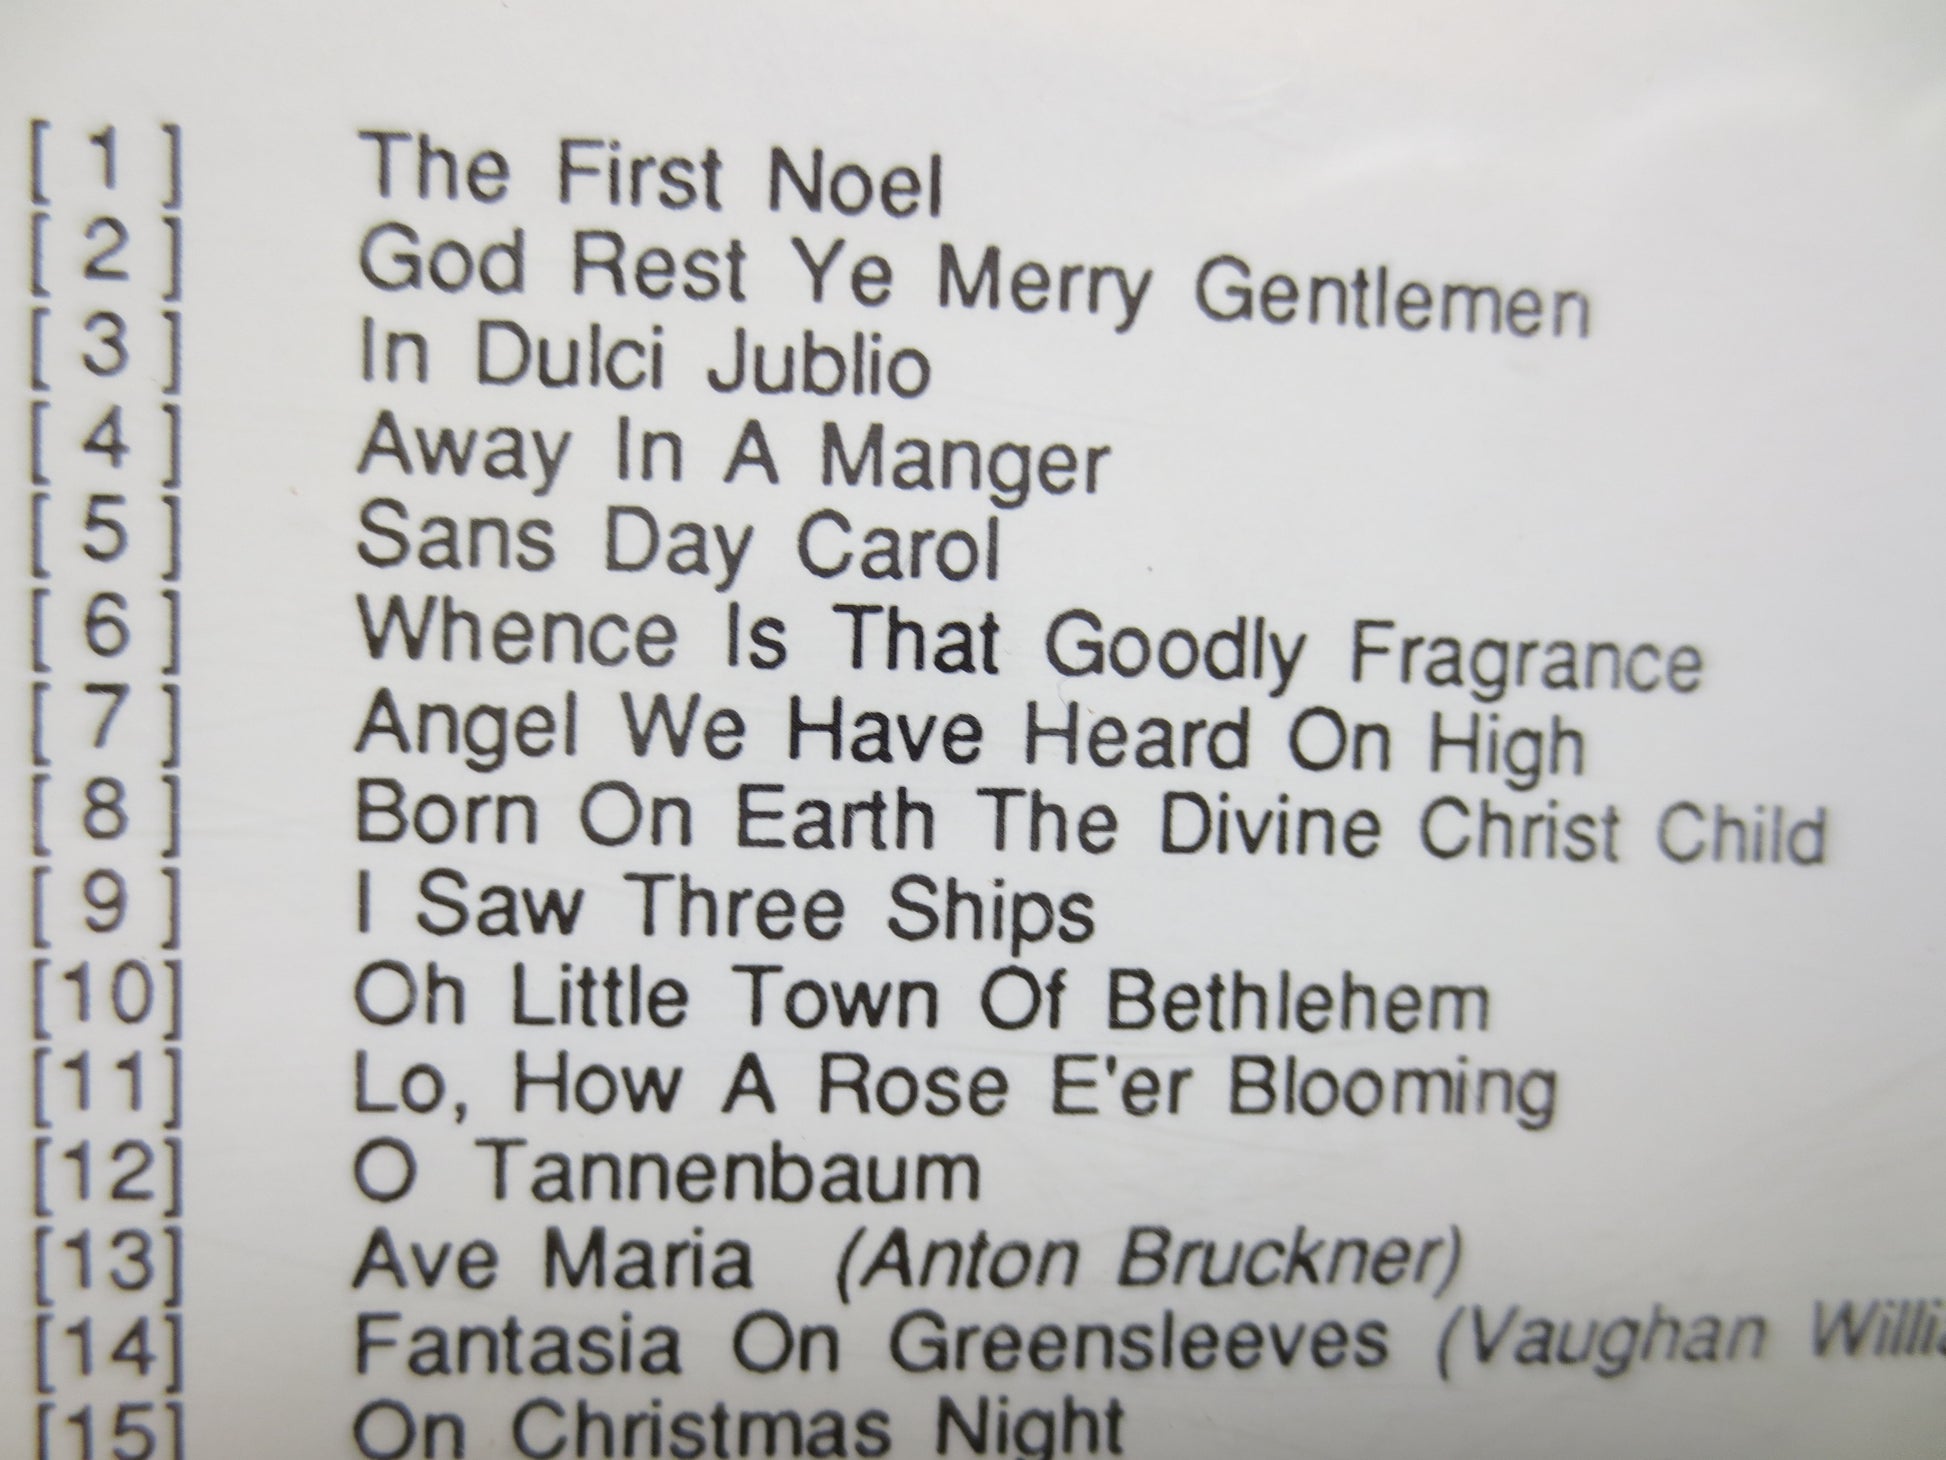 [ 1 ] The First Noel
[ 2 ] God Rest Ye Merry Gentlemen
[ 3 ] In Dulci Jublio
[ 4 ] Away In A Manger
[ 5 ] Sans Day Carol
[ 6 ] Whence Is That Goodly Fragrance
[ 7 ] Angel We Have Heard On High
[ 8 ] Born On Earth The Divine Christ Child
[ 9 ] I Saw Three Ships
[10] Oh Little Town Of Bethlehem
[11] Lo, How A Rose E'er Blooming
[12] O Tannenbaum
[13] Ave Maria (Anton Bruckner)
[14] Fantasia On Greensleeves (Vaughan
[15] On Christmas Night